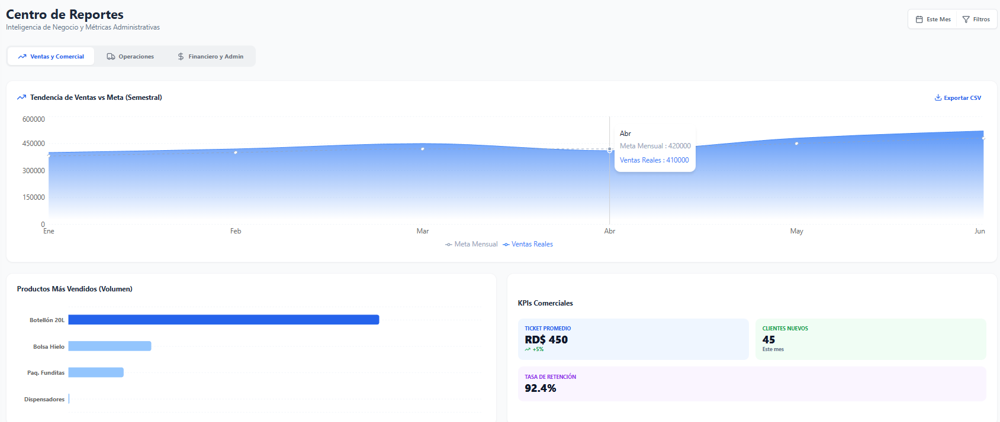 Centro de Reportes
Inteligencia de Negocio y Métricas Administrativas
Este Mes
Filtros
Ventas y Comercial
Operaciones
Financiero y Admin
Tendencia de Ventas vs Meta (Semestral)
Exportar CSV
600000
450000
300000
150000
0
Abr
Meta Mensual : 420000
Ventas Reales : 410000
Ene
Feb
Mar
Abr
May
Jun
Meta Mensual
Ventas Reales
Productos Más Vendidos (Volumen)
Botellón 20L
Bolsa Hielo
Paq. Funditas
Dispensadores
KPIs Comerciales
TICKET PROMEDIO
RD$ 450
+5%
CLIENTES NUEVOS
45
Este mes
TASA DE RETENCIÓN
92.4%